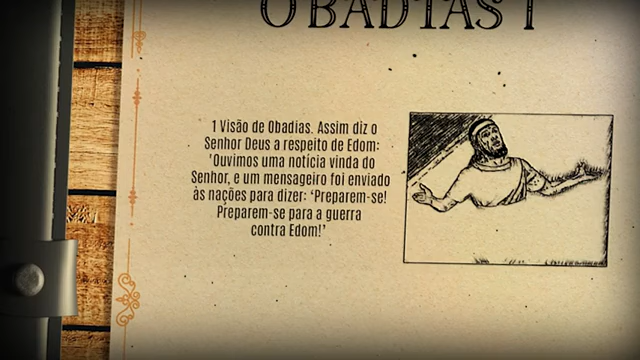 OBADIAS 1
1 Visão de Obadias. Assim diz o
Senhor Deus a respeito de Edom:
'Ouvimos uma notícia vinda do
Senhor, e um mensageiro foi enviado
às nações para dizer: ‘Preparem-se!
Preparem-se para a guerra
contra Edom!’